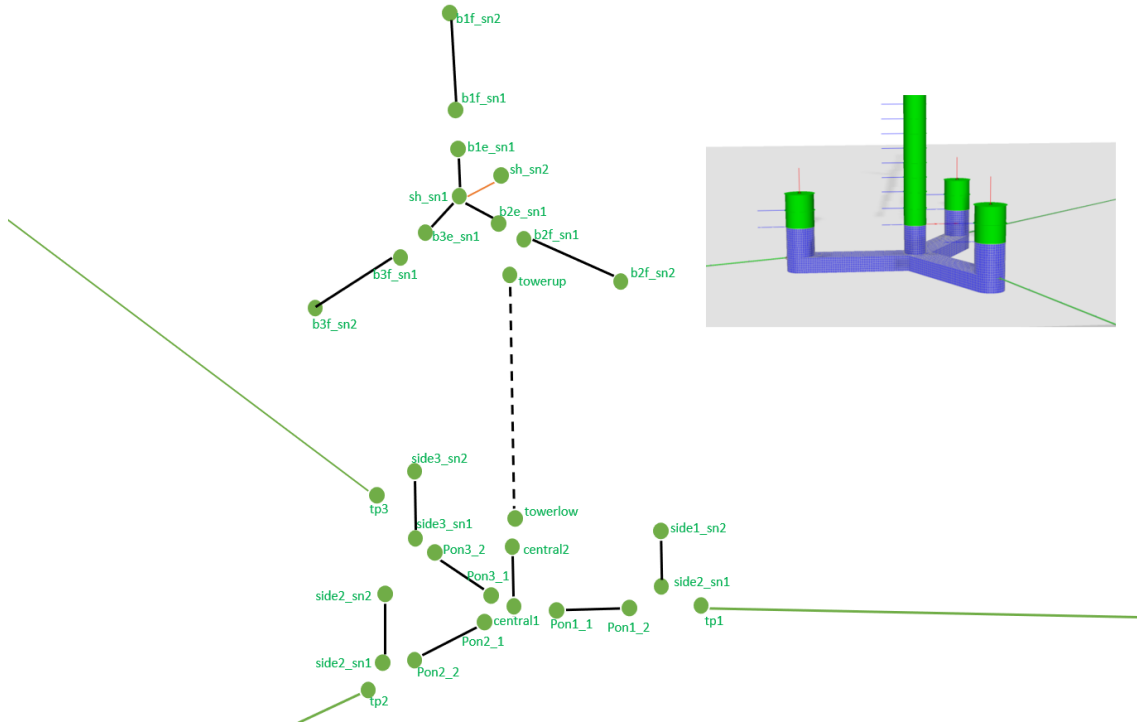 b1f_sn2
b1f_sn1
b1e_sn1
sh_sn2
sh_sn1
b2e_sn1
b3e_sn1
b2f_sn1
b3f_sn1
b2f_sn2
towerup
b3f_sn2
side3_sn2
tp3
towerlow
side3_sn1
side1_sn2
Pon3_2
central2
Pon3_1
side2_sn1
side2_sn2
central1
Pon1_1
Pon1_2
tp1
Pon2_1
side2_sn1
Pon2_2
tp2